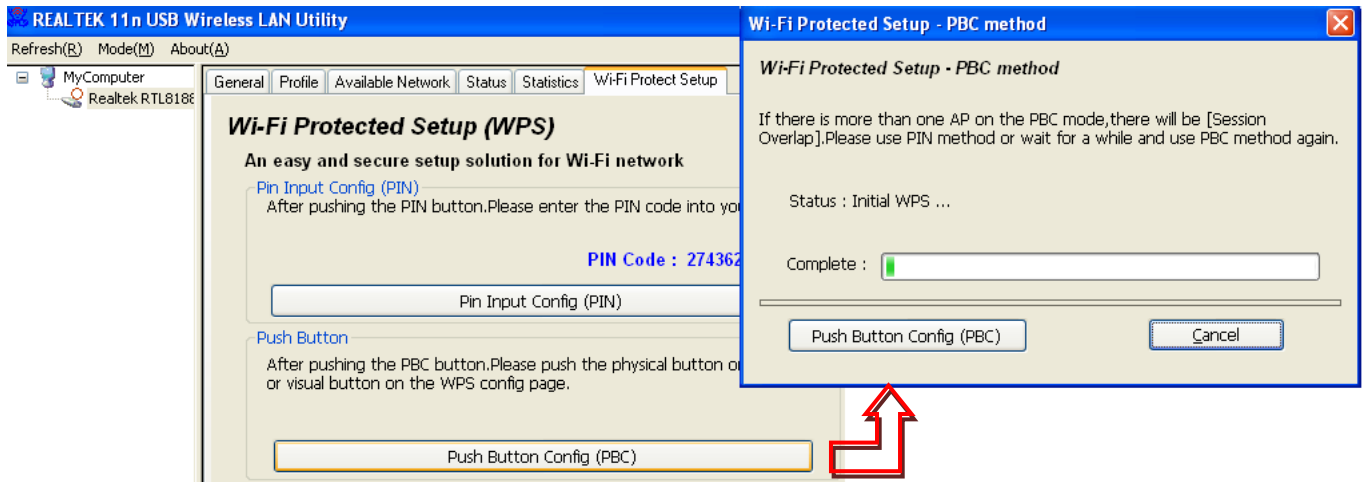 REALTEK 11n USB Wireless LAN Utility
Refresh(R) Mode(M) About(A)
MyComputer
Realtek RTL818
General Profile Available Network Status Statistics Wi-Fi Protect Setup
Wi-Fi Protected Setup (WPS)
An easy and secure setup solution for Wi-Fi network
Pin Input Config (PIN)
After pushing the PIN button.Please enter the PIN code into
PIN Code : 27436
Pin Input Config (PIN)
Push Button
After pushing the PBC button.Please push the physical button
or visual button on the WPS config page.
Push Button Config (PBC)
Wi-Fi Protected Setup - PBC method
Wi-Fi Protected Setup - PBC method
If there is more than one AP on the PBC mode,there will be [Session
Overlap].Please use PIN method or wait for a while and use PBC method again.
Status : Initial WPS ...
Complete :
Push Button Config (PBC)
Cancel